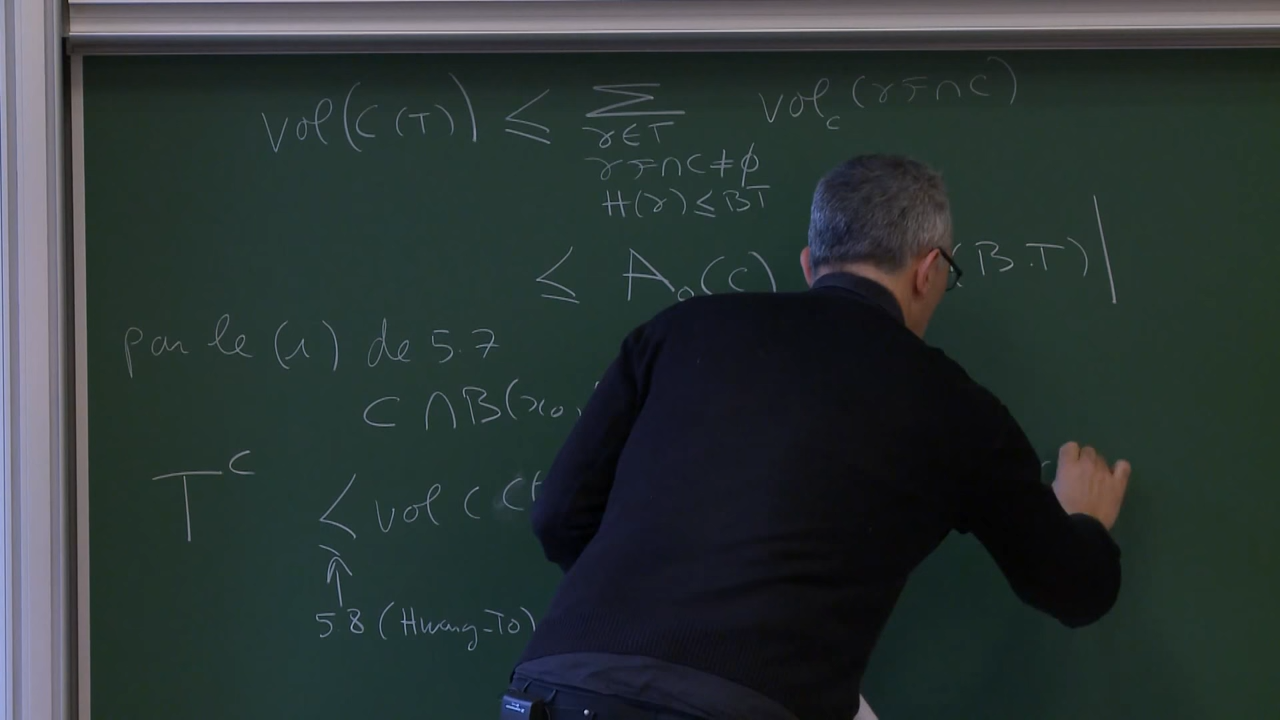 vol(C(T)) ≤ Σ vol_C(γF∩C)
γ∈Γ
γF∩C≠∅
H(γ)≤BT
≤ A₀(C) (B.T)|
par le (1) de 5.7
C∩B(x₀,
T^c ≤ vol(C
5.8 (Hwang-To)